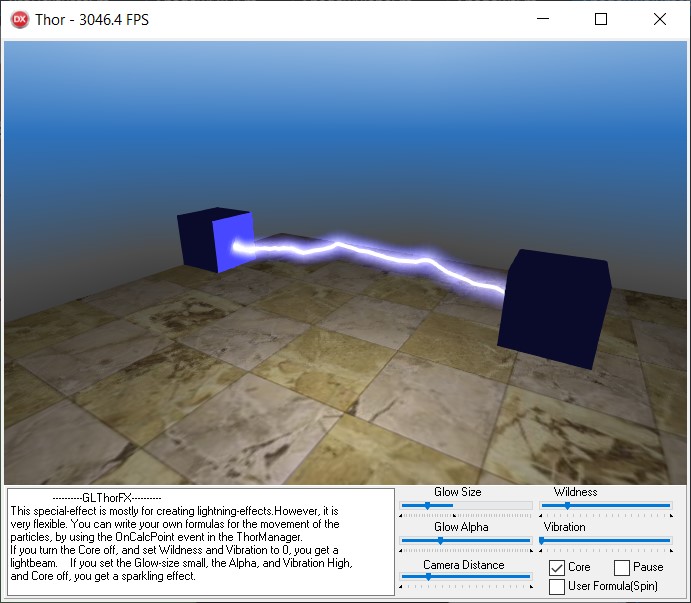 DX Thor - 3046.4 FPS
----------GLThorFX----------
This special-effect is mostly for creating lightning-effects.However, it is
very flexible. You can write your own formulas for the movement of the
particles, by using the OnCalcPoint event in the ThorManager.
If you turn the Core off, and set Wildness and Vibration to 0, you get a
lightbeam. If you set the Glow-size small, the Alpha, and Vibration High,
and Core off, you get a sparkling effect.
Glow Size
Wildness
Glow Alpha
Vibration
Camera Distance
Core
Pause
User Formula(Spin)